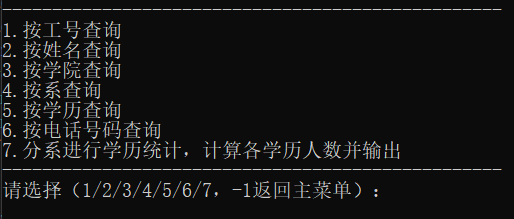 --------------------------------------------------
1.按工号查询
2.按姓名查询
3.按学院查询
4.按系查询
5.按学历查询
6.按电话号码查询
7.分系进行学历统计，计算各学历人数并输出
--------------------------------------------------
请选择（1/2/3/4/5/6/7，-1返回主菜单）：